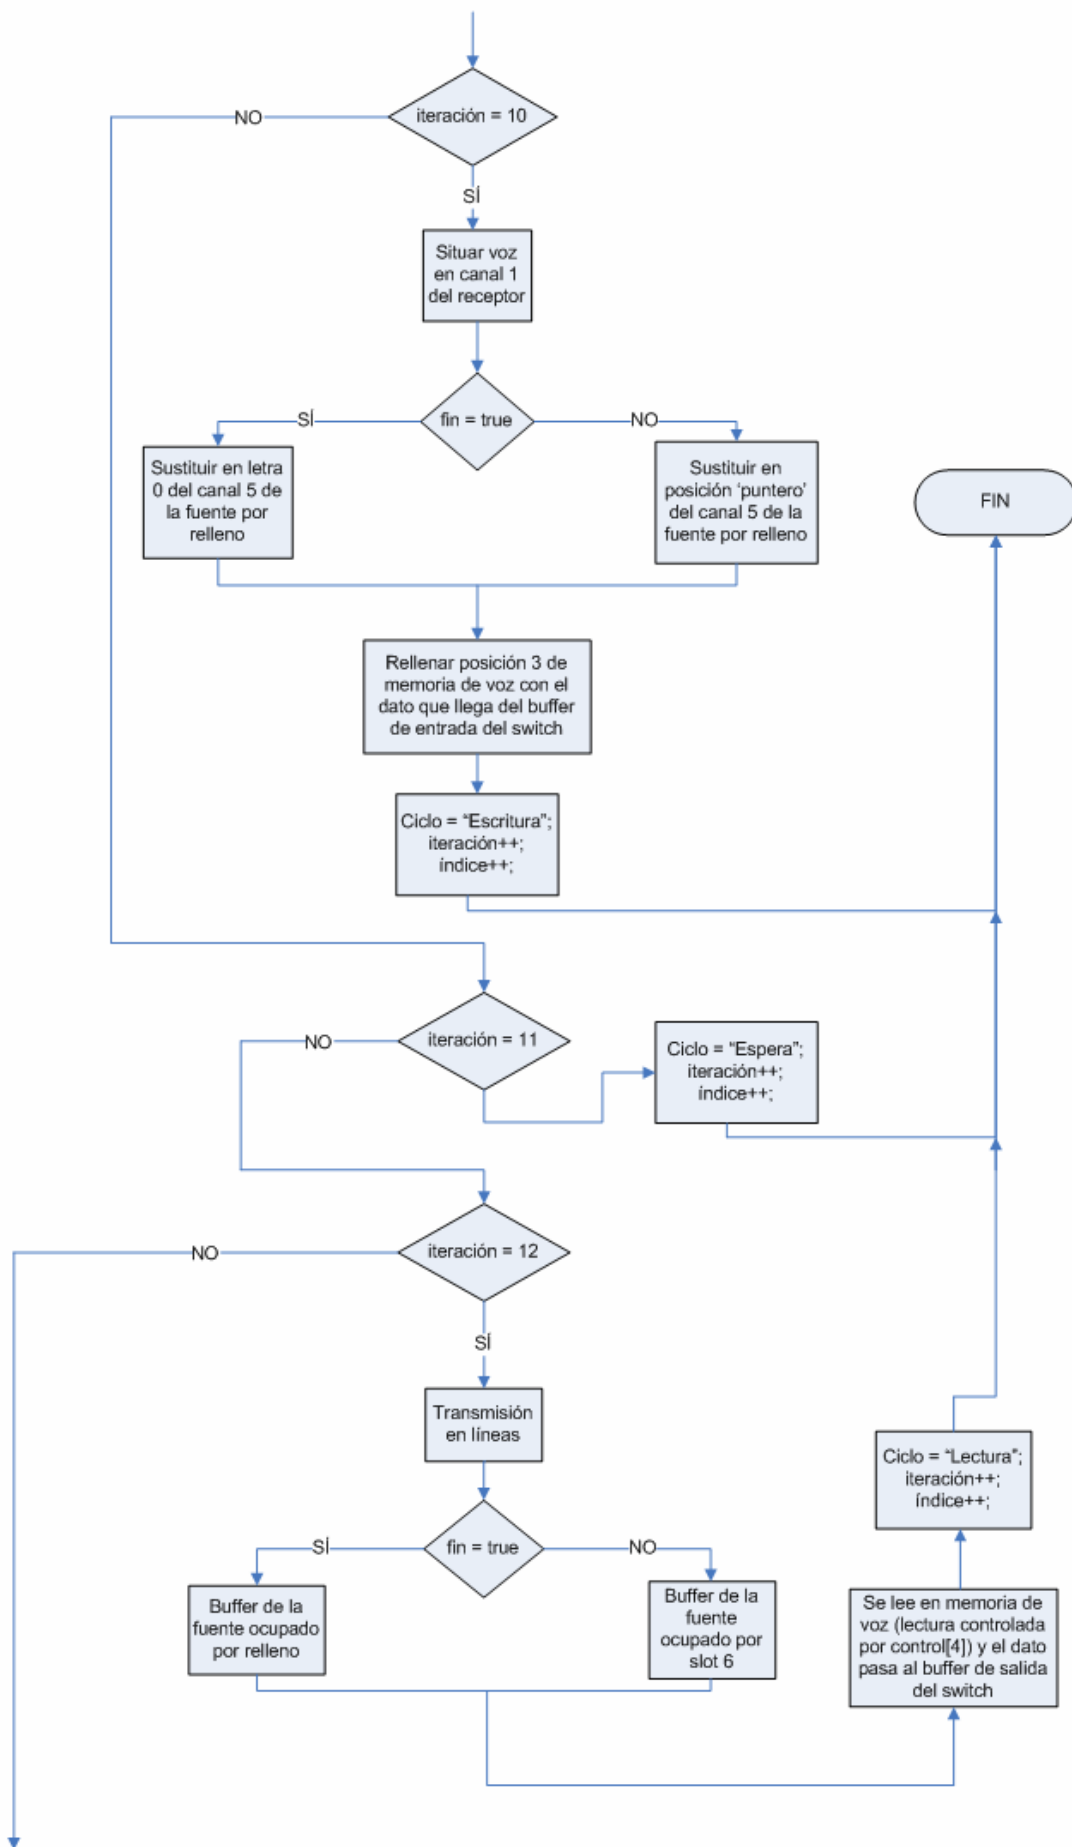 iteración = 10
NO
SÍ
Situar voz
en canal 1
del receptor
fin = true
SÍ
NO
Sustituir en letra
0 del canal 5 de
la fuente por
relleno
Sustituir en
posición ‘puntero’
del canal 5 de la
fuente por relleno
FIN
Rellenar posición 3 de
memoria de voz con el
dato que llega del buffer
de entrada del switch
Ciclo = “Escritura”;
iteración++;
índice++;
iteración = 11
NO
Ciclo = “Espera”;
iteración++;
índice++;
iteración = 12
NO
SÍ
Transmisión
en líneas
fin = true
SÍ
NO
Buffer de la
fuente ocupado
por relleno
Buffer de la
fuente
ocupado por
slot 6
Ciclo = “Lectura”;
iteración++;
índice++;
Se lee en memoria de
voz (lectura controlada
por control[4]) y el dato
pasa al buffer de salida
del switch